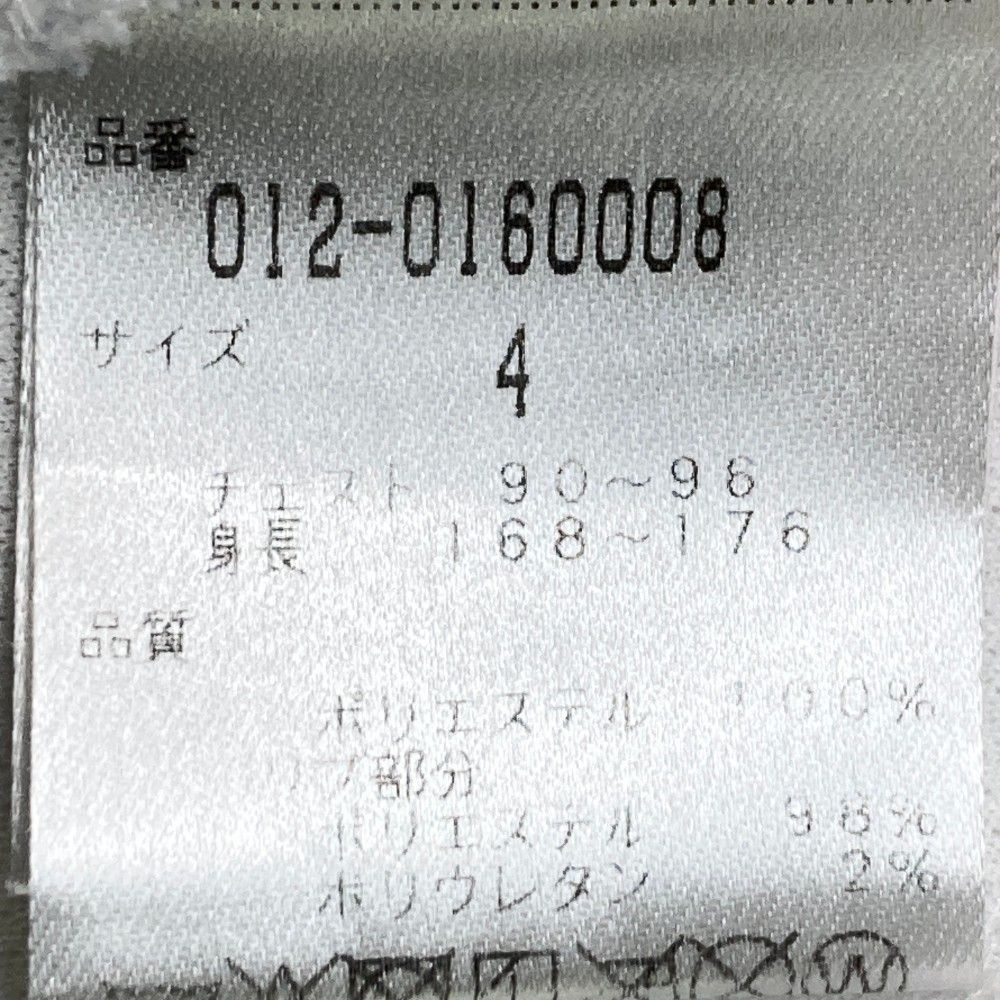 品番
012-0160008
サイズ 4
チェスト 90~96
身長 168~176
品質
ポリエステル 100%
リブ部分
ポリエステル 98%
ポリウレタン 2%